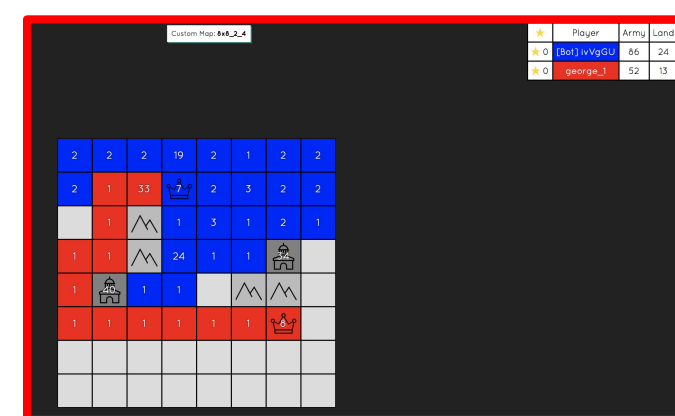 Custom Map: 8x8_2_4
★ Player Army Land
★ 0 [Bot] ivVgGU 86 24
★ 0 george_1 52 13
2 2 2 19 2 1 2 2
2 1 33 7 2 3 2 2
1 1 3 1 2 1
1 1 24 1 1
1 40 1 1
1 1 1 1 1 1 8